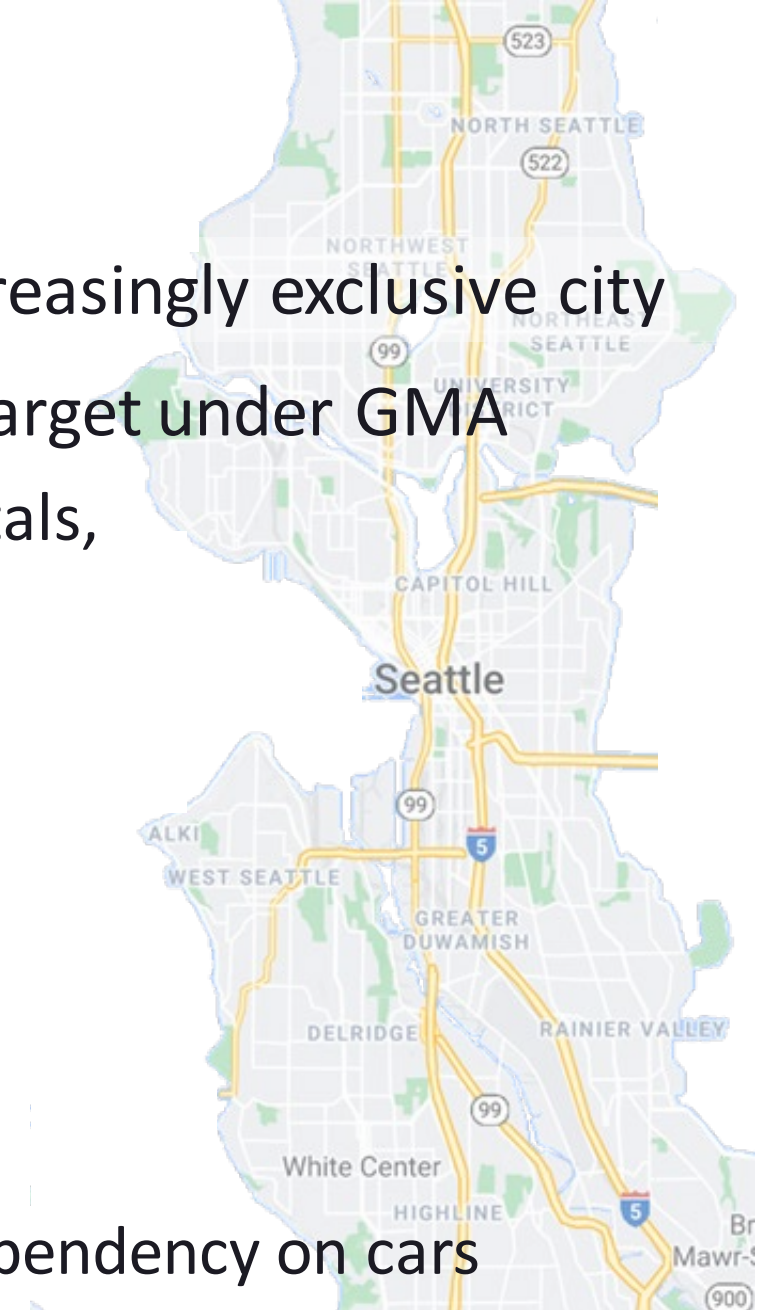 523
NORTH SEATTLE
522
NORTHWEST
SEATTLE
reasingly exclusive city
NORTHEAST
SEATTLE
99
arget under GMA
UNIVERSITY
DISTRICT
als,
CAPITOL HILL
Seattle
99
ALKI
5
WEST SEATTLE
GREATER
DUWAMISH
DELRIDGE
RAINIER VALLEY
99
White Center
HIGHLINE
5
Br
Mawr-S
pendency on cars
900